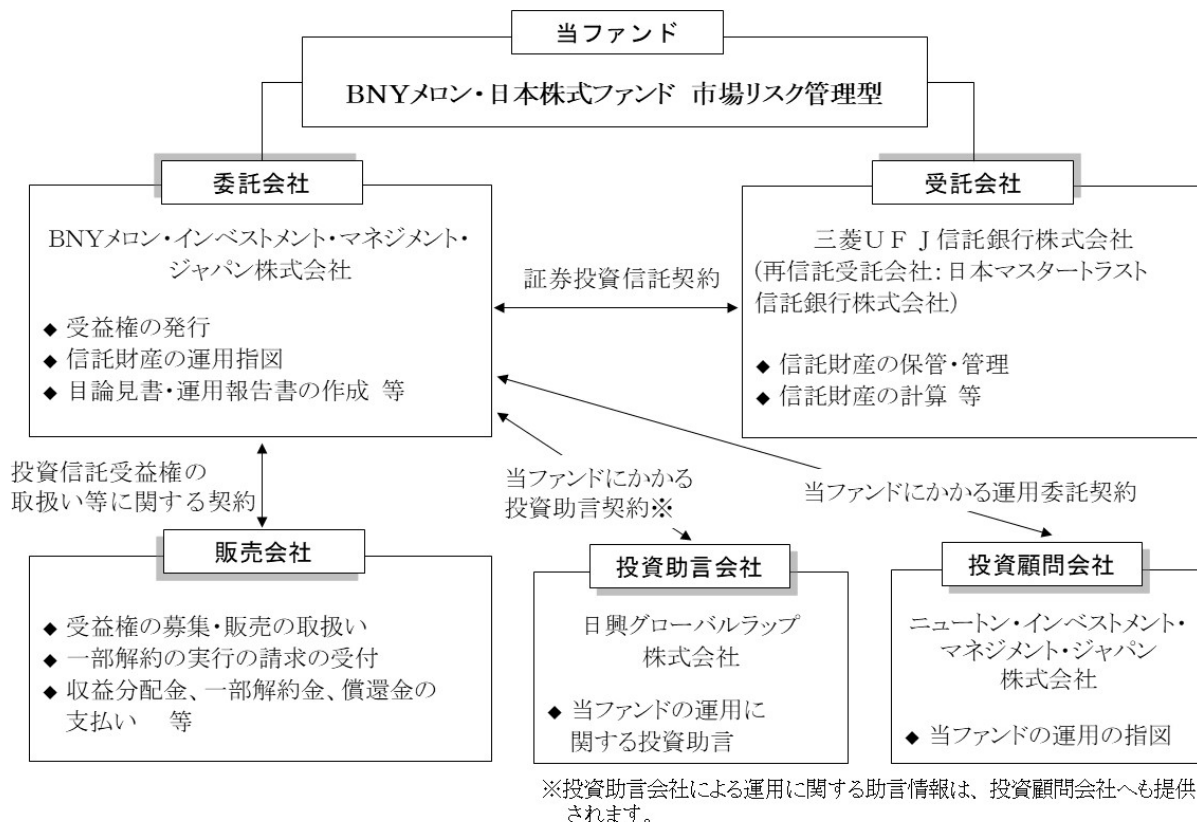 当ファンド
BNYメロン・日本株式ファンド 市場リスク管理型
委託会社
BNYメロン・インベストメント・マネジメント・
ジャパン株式会社
◆ 受益権の発行
◆ 信託財産の運用指図
◆ 目論見書・運用報告書の作成 等
証券投資信託契約
受託会社
三菱UFJ信託銀行株式会社
(再信託受託会社:日本マスタートラスト
信託銀行株式会社)
◆ 信託財産の保管・管理
◆ 信託財産の計算 等
投資信託受益権の
取扱い等に関する契約
当ファンドにかかる
投資助言契約※
当ファンドにかかる運用委託契約
販売会社
◆ 受益権の募集・販売の取扱い
◆ 一部解約の実行の請求の受付
◆ 収益分配金、一部解約金、償還金の
支払い 等
投資助言会社
日興グローバルラップ
株式会社
◆ 当ファンドの運用に
関する投資助言
投資顧問会社
ニュートン・インベストメント・
マネジメント・ジャパン
株式会社
◆ 当ファンドの運用の指図
※投資助言会社による運用に関する助言情報は、投資顧問会社へも提供
されます。